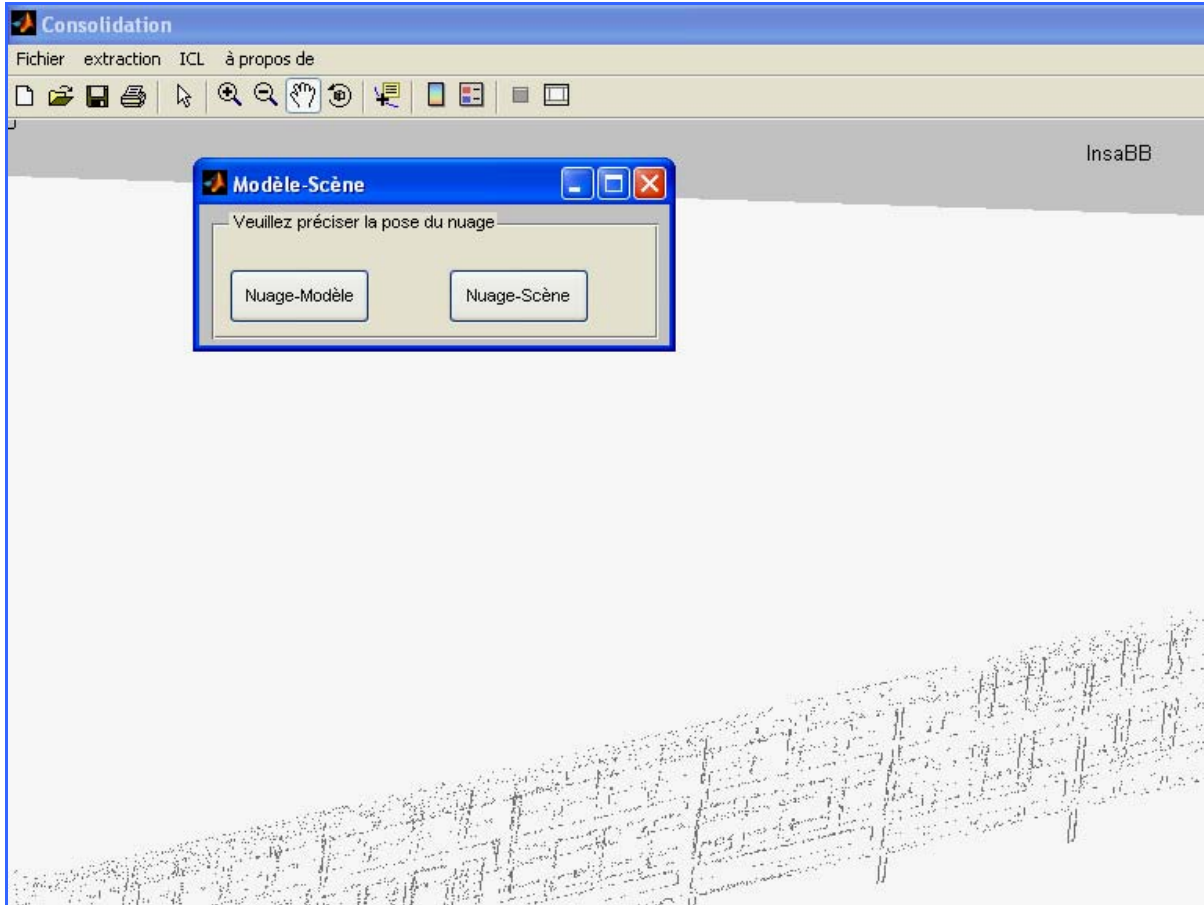 Consolidation
Fichier extraction ICL à propos de
InsaBB
Modèle-Scène
Veuillez préciser la pose du nuage
Nuage-Modèle Nuage-Scène